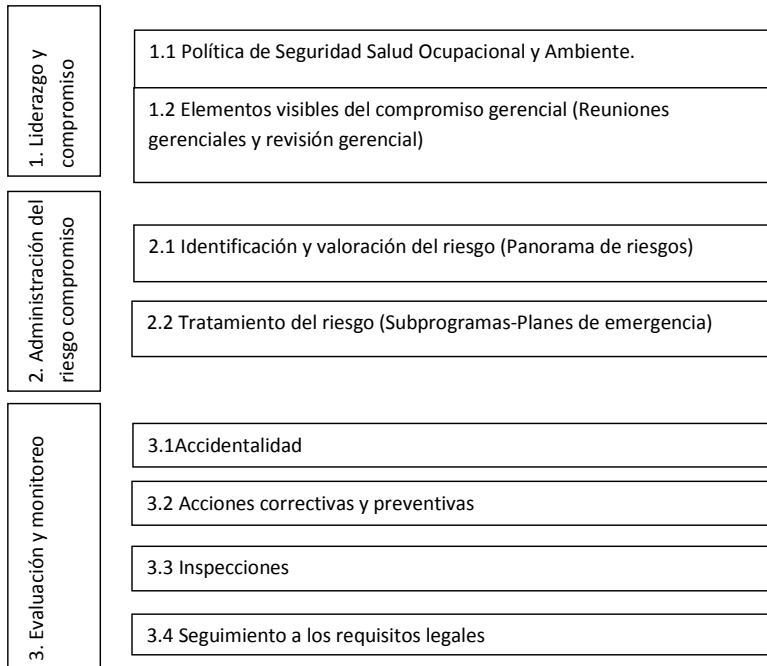 1. Liderazgo y
compromiso
1.1 Política de Seguridad Salud Ocupacional y Ambiente.
1.2 Elementos visibles del compromiso gerencial (Reuniones
gerenciales y revisión gerencial)
2. Administración del
riesgo compromiso
2.1 Identificación y valoración del riesgo (Panorama de riesgos)
2.2 Tratamiento del riesgo (Subprogramas-Planes de emergencia)
3. Evaluación y monitoreo
3.1Accidentalidad
3.2 Acciones correctivas y preventivas
3.3 Inspecciones
3.4 Seguimiento a los requisitos legales